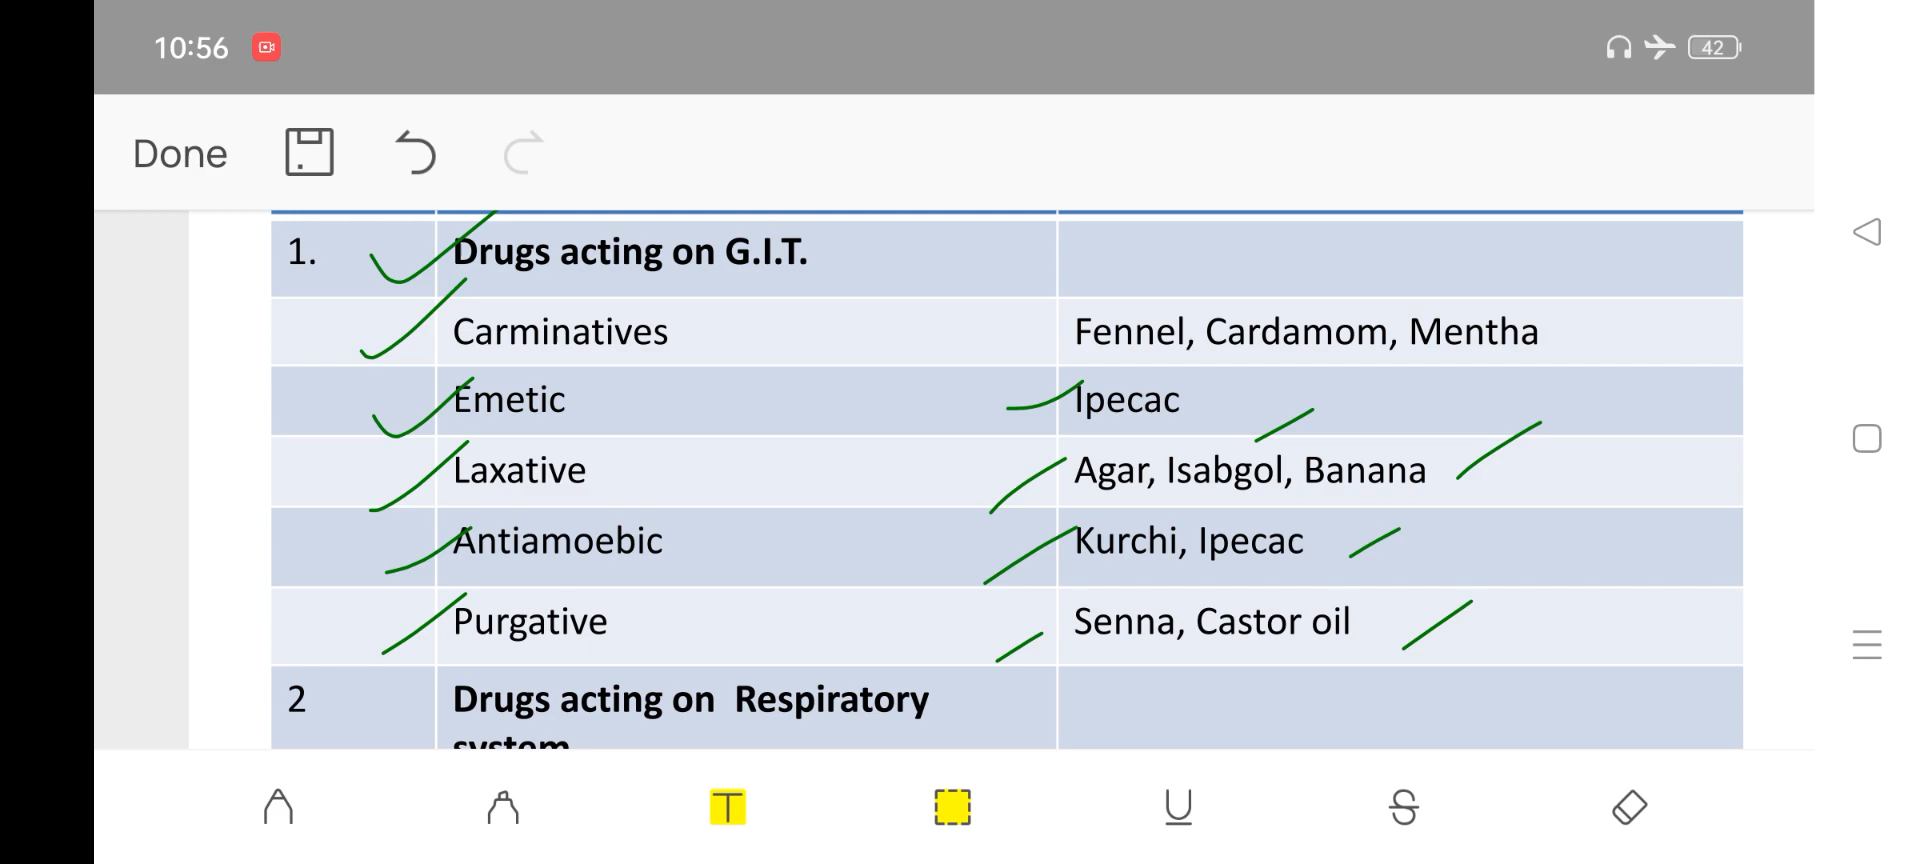 10:56
42
Done
1. Drugs acting on G.I.T.
Carminatives Fennel, Cardamom, Mentha
Emetic Ipecac
Laxative Agar, Isabgol, Banana
Antiamoebic Kurchi, Ipecac
Purgative Senna, Castor oil
2 Drugs acting on Respiratory
system
T
U
S